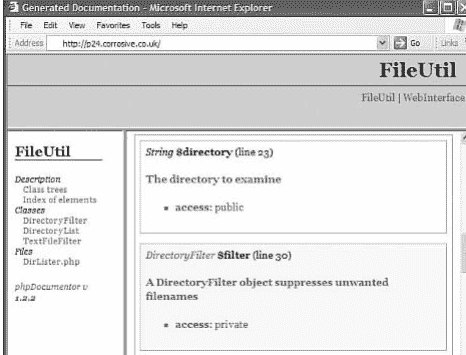 Generated Documentation - Microsoft Internet Explorer
File Edit View Favorites Tools Help
Address http://p24.corrosive.co.uk/ Go Links
FileUtil
FileUtil | WebInterface
FileUtil
Description
Class trees
Index of elements
Classes
DirectoryFilter
DirectoryList
TextFileFilter
Files
DirLister.php
phpDocumentor v
1.2.2
String $directory (line 23)
The directory to examine
▪ access: public
DirectoryFilter $filter (line 30)
A DirectoryFilter object suppresses unwanted
filenames
▪ access: private